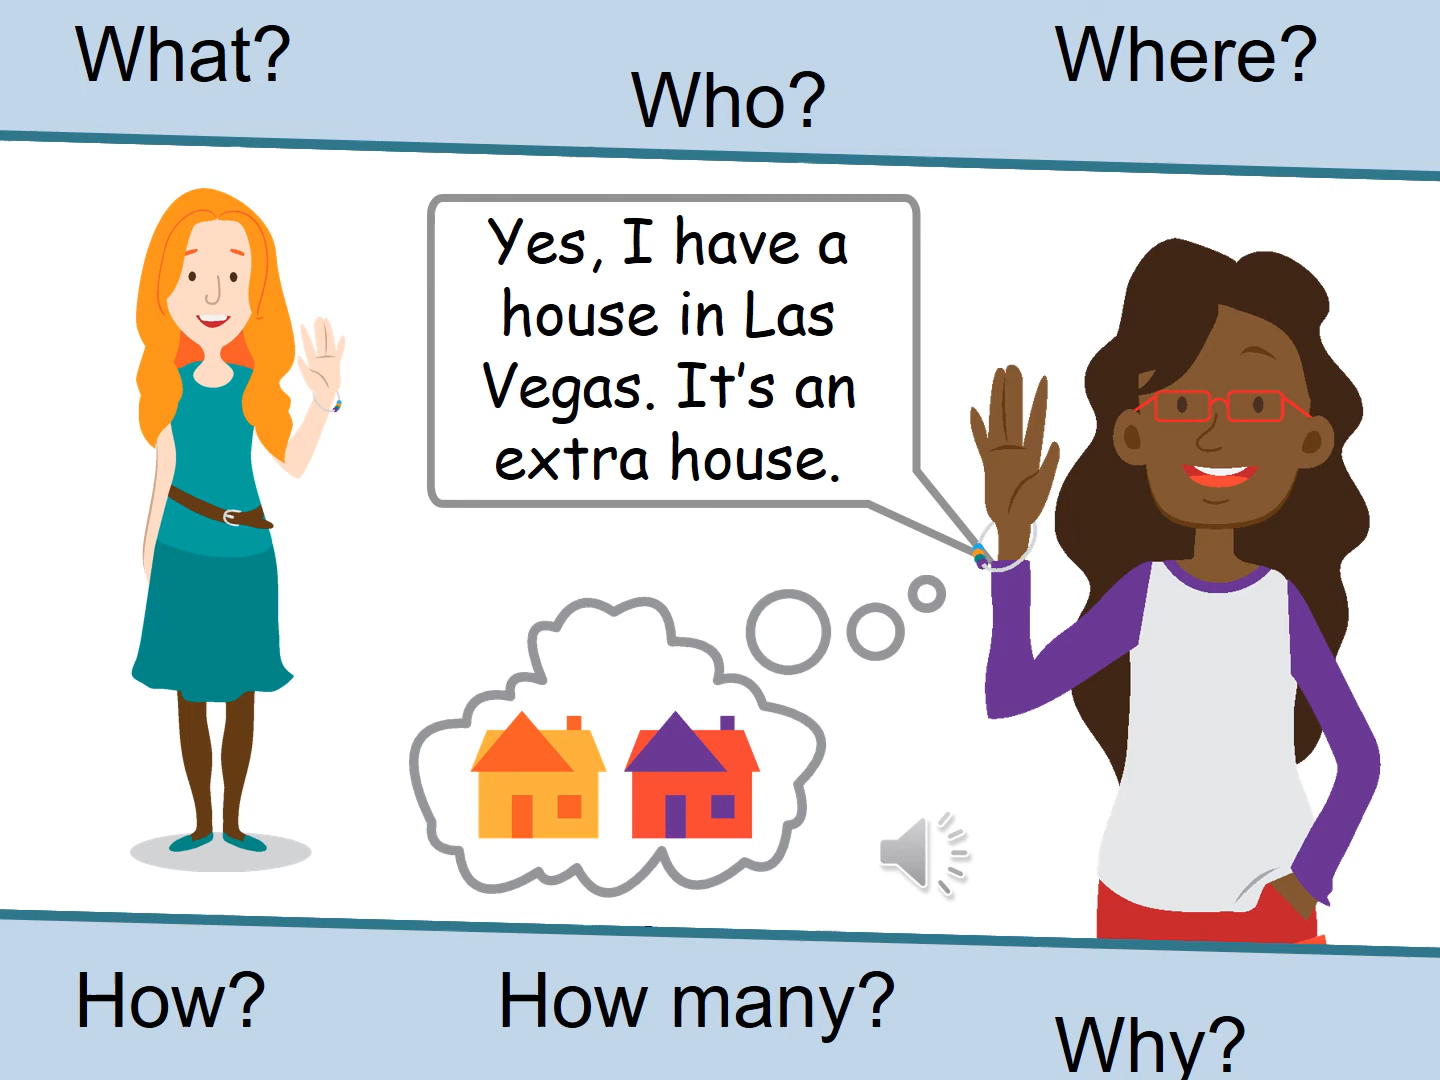 What?
Who?
Where?
Yes, I have a
house in Las
Vegas. It's an
extra house.
How?
How many?
Why?